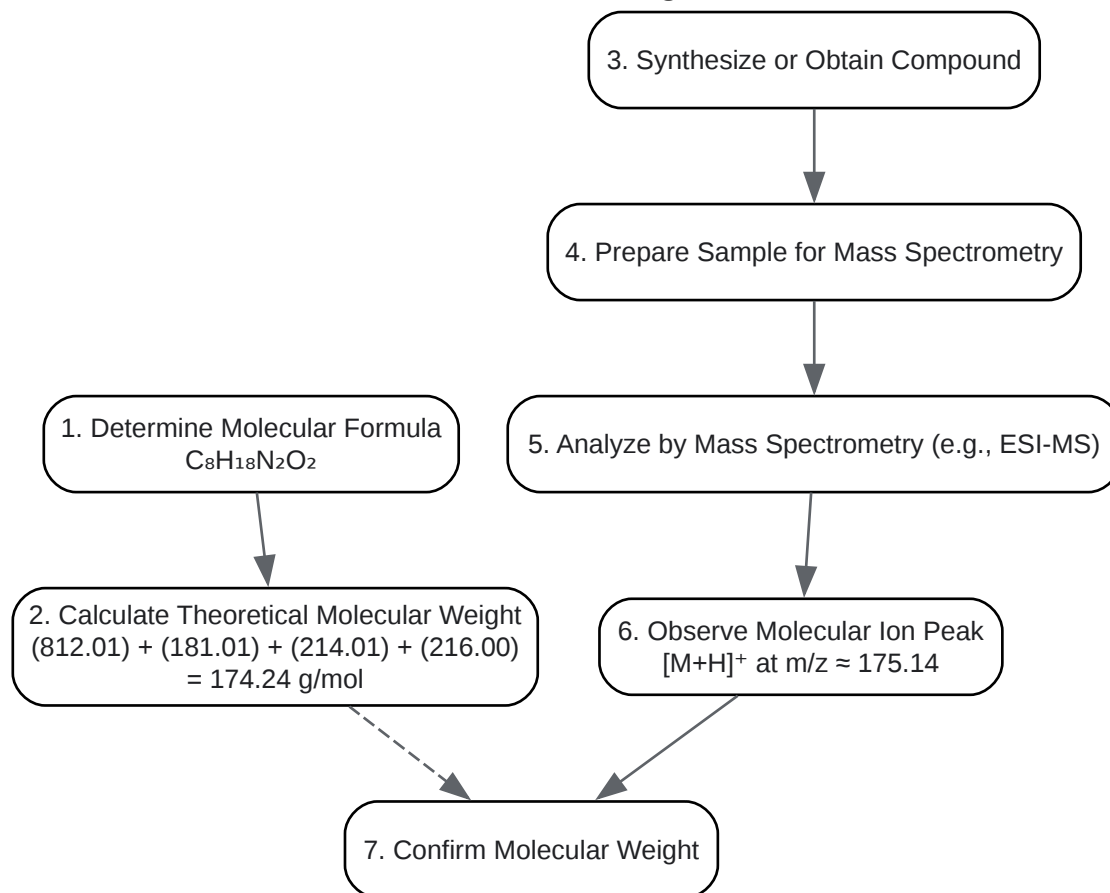 3. Synthesize or Obtain Compound
4. Prepare Sample for Mass Spectrometry
1. Determine Molecular Formula
C₈H₁₈N₂O₂
5. Analyze by Mass Spectrometry (e.g., ESI-MS)
2. Calculate Theoretical Molecular Weight
(812.01) + (181.01) + (214.01) + (216.00)
= 174.24 g/mol
6. Observe Molecular Ion Peak
[M+H]⁺ at m/z ≈ 175.14
7. Confirm Molecular Weight